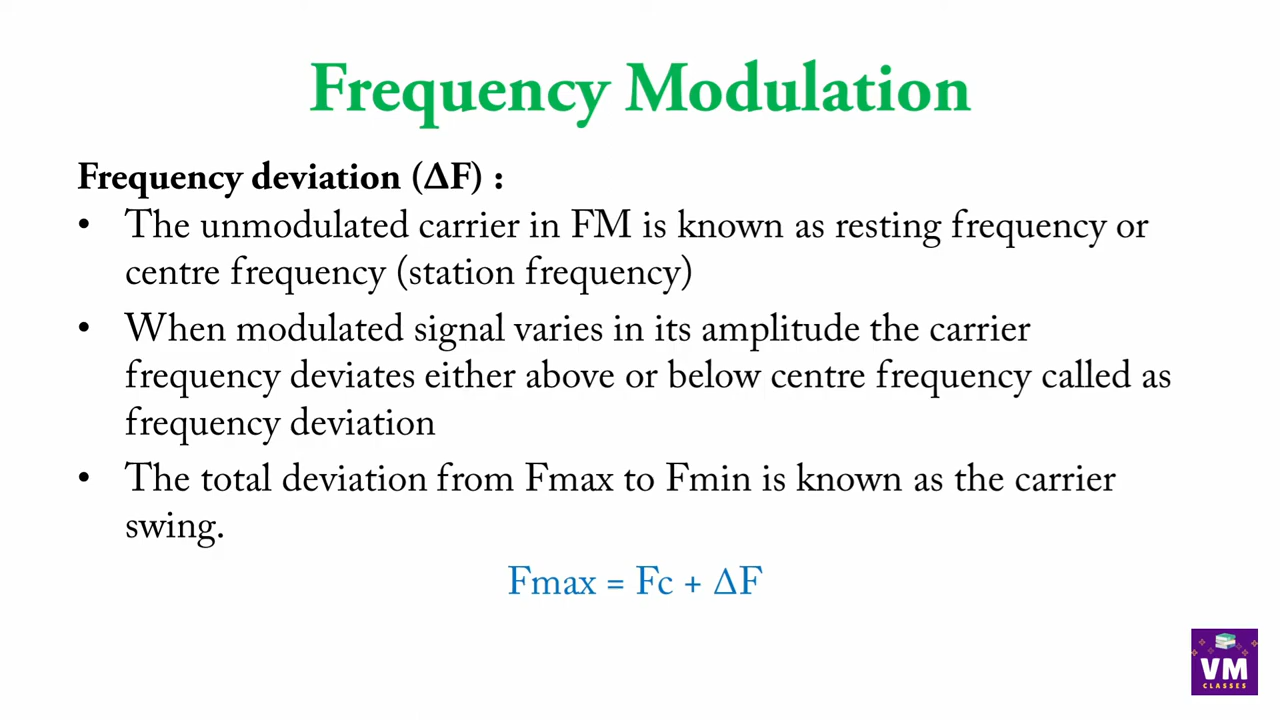 Frequency Modulation
Frequency deviation (ΔF) :
• The unmodulated carrier in FM is known as resting frequency or
centre frequency (station frequency)
• When modulated signal varies in its amplitude the carrier
frequency deviates either above or below centre frequency called as
frequency deviation
• The total deviation from Fmax to Fmin is known as the carrier
swing.
Fmax = Fc + ΔF
VM
CLASSES